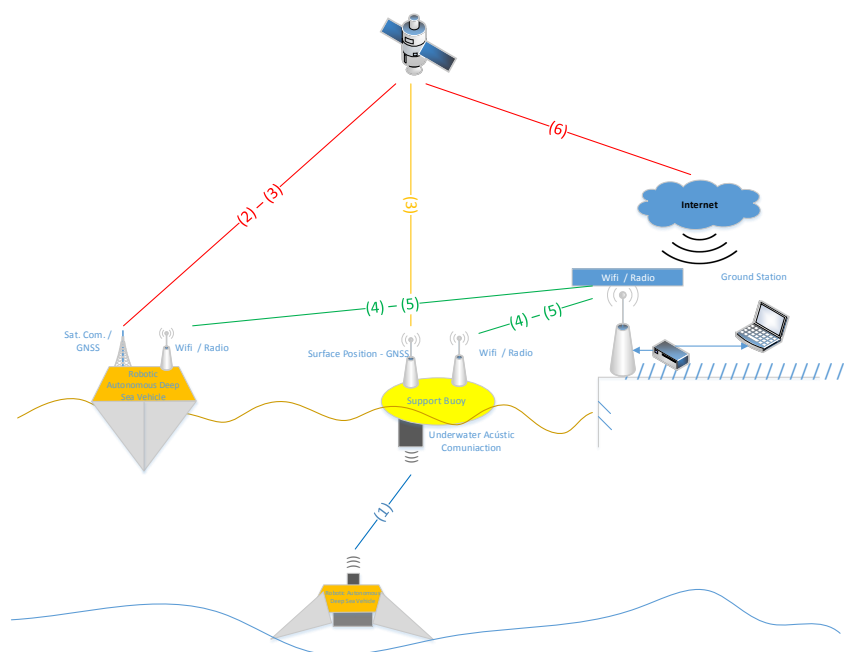 (6)
(2) – (3)
(3)
Internet
Wifi / Radio
Ground Station
(4) – (5)
(4) – (5)
Sat. Com. /
GNSS
Wifi / Radio
Surface Position - GNSS
Wifi / Radio
Robotic
Autonomous Deep
Sea Vehicle
Support Buoy
Underwater Acústic
Comuniaction
(1)
Robotic Autonomous
Deep Sea Vehicle